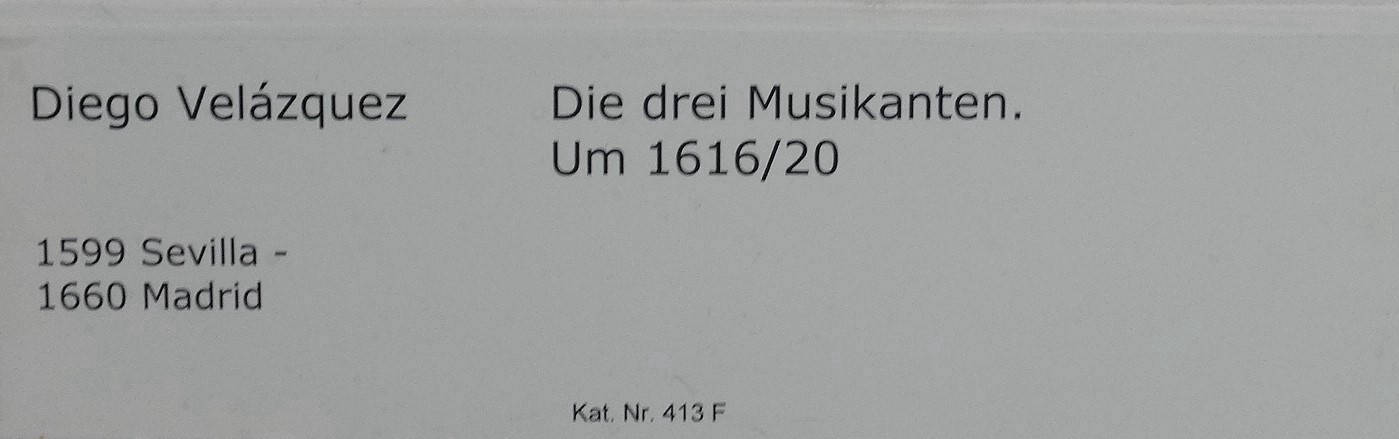 Diego Velázquez
1599 Sevilla -
1660 Madrid
Die drei Musikanten.
Um 1616/20
Kat. Nr. 413 F